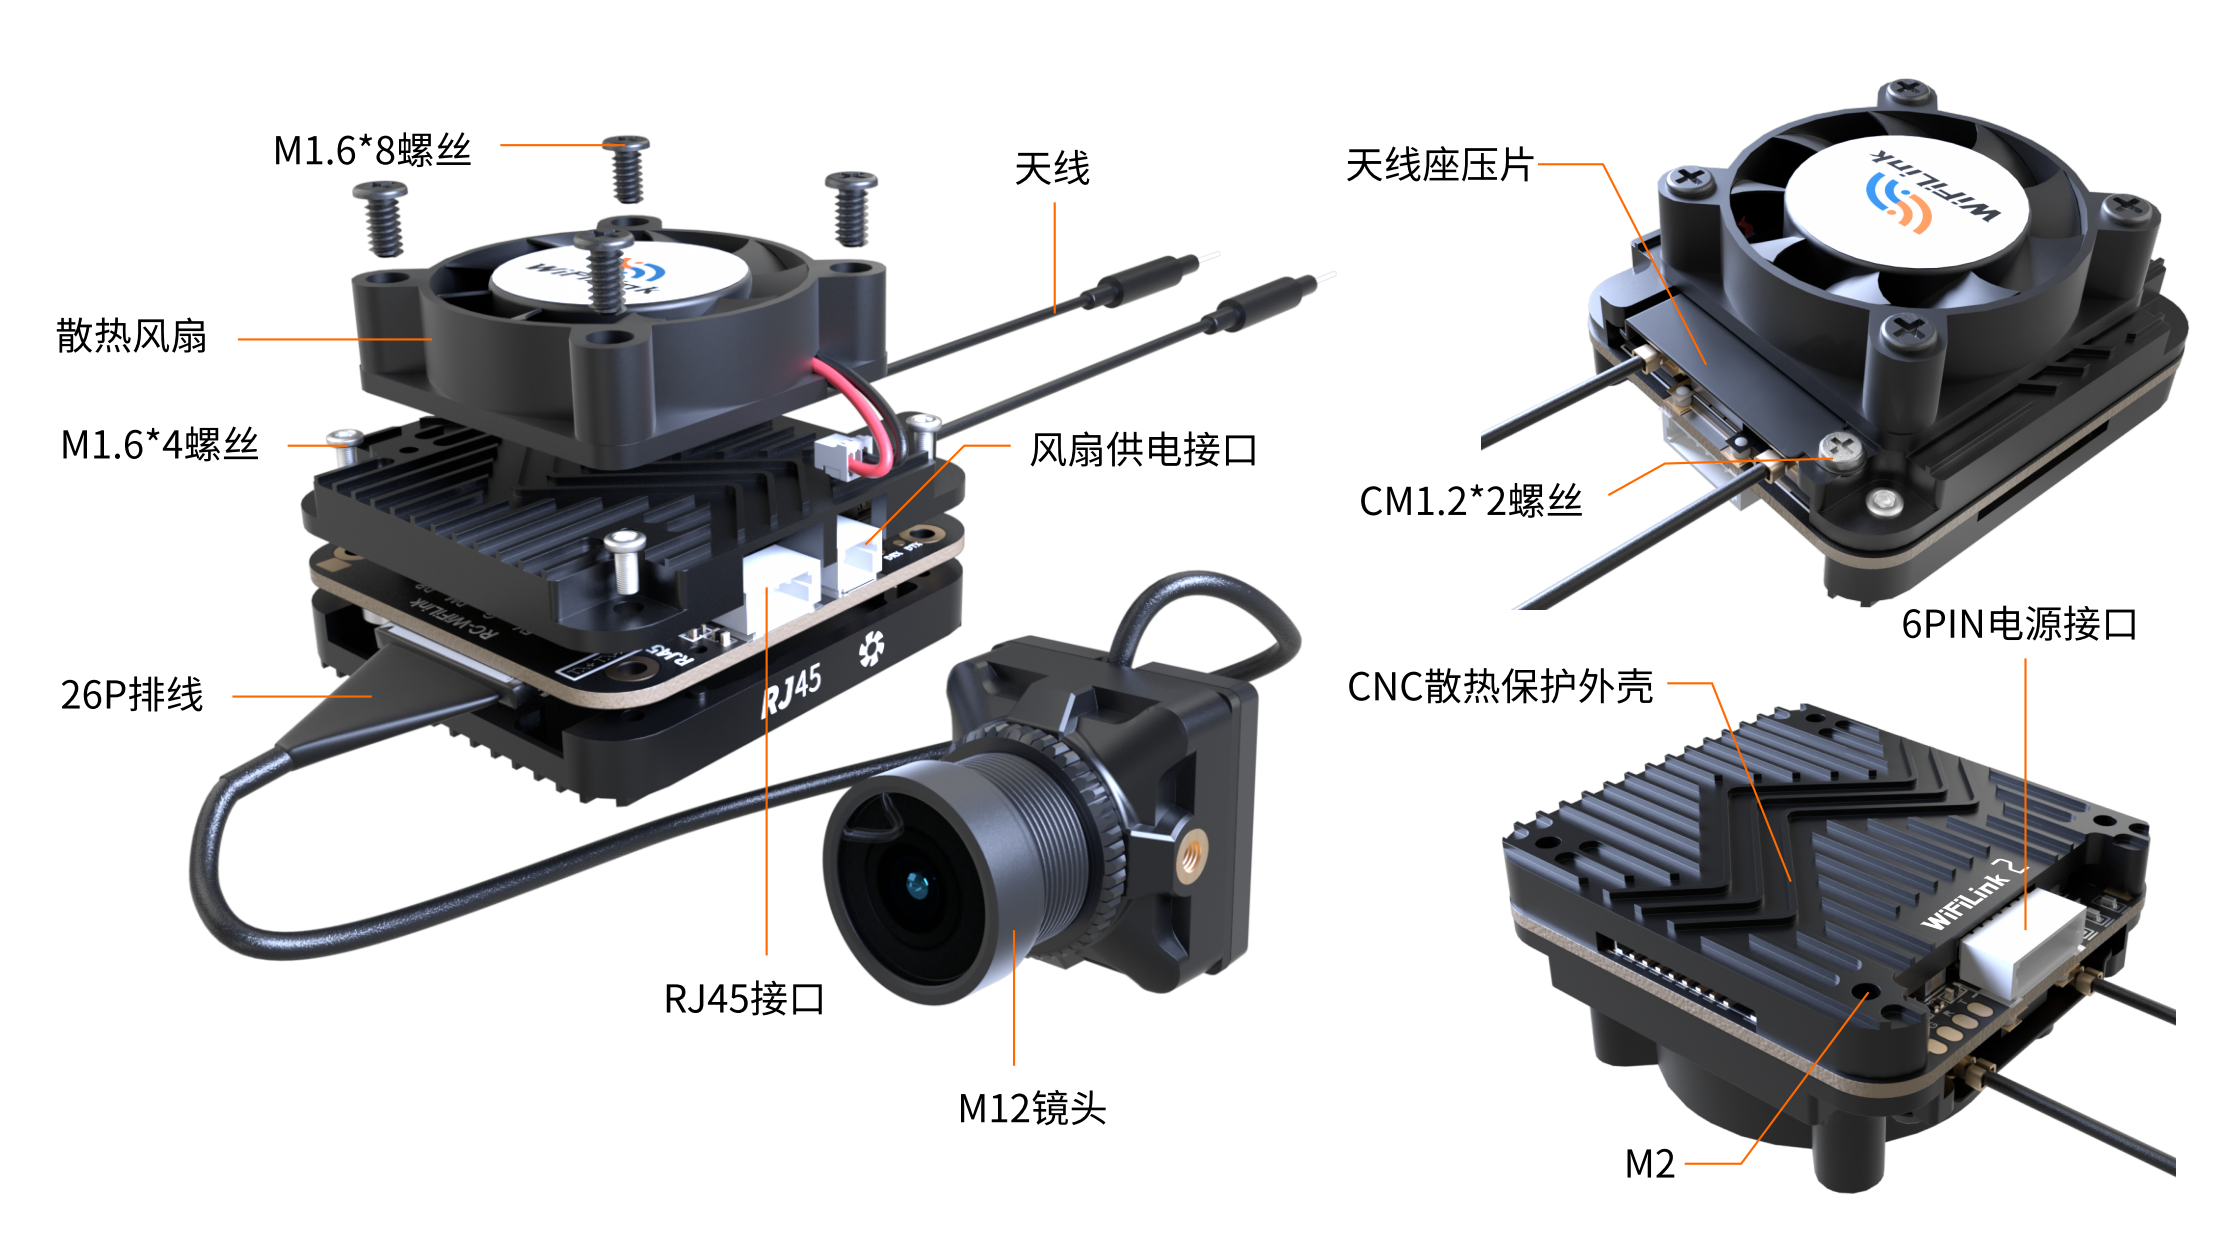 M1.6*8螺丝
天线
散热风扇
M1.6*4螺丝
风扇供电接口
26P排线
RJ45接口
M12镜头
RC-WiFiLink
RJ45
RJ45
天线座压片
WiFiLink
CM1.2*2螺丝
6PIN电源接口
CNC散热保护外壳
WiFiLink 2
M2